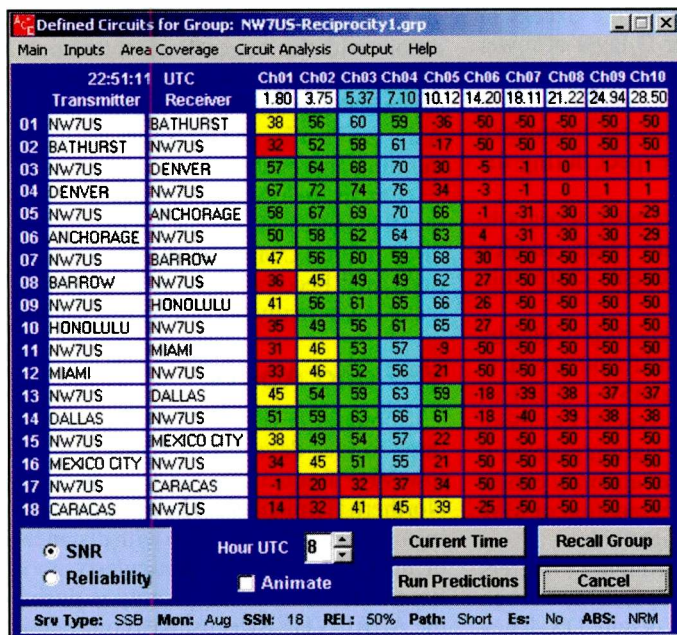 ACE Defined Circuits for Group: NW7US-Reciprocity1.grp
Main Inputs Area Coverage Circuit Analysis Output Help
22:51:11 UTC Ch01 Ch02 Ch03 Ch04 Ch05 Ch06 Ch07 Ch08 Ch09 Ch10
Transmitter Receiver 1.80 3.75 5.37 7.10 10.12 14.20 18.11 21.22 24.94 28.50
01 NW7US BATHURST 38 56 60 59 -36 -50 -50 -50 -50 -50
02 BATHURST NW7US 32 52 58 61 -17 -50 -50 -50 -50 -50
03 NW7US DENVER 57 64 68 70 30 -5 -1 0 1 1
04 DENVER NW7US 67 72 74 76 34 -3 -1 0 1 1
05 NW7US ANCHORAGE 58 67 69 70 66 -1 -31 -30 -30 -29
06 ANCHORAGE NW7US 50 58 62 64 63 4 -31 -30 -30 -29
07 NW7US BARROW 47 56 60 59 68 30 -50 -50 -50 -50
08 BARROW NW7US 36 45 49 49 62 27 -50 -50 -50 -50
09 NW7US HONOLULU 41 56 61 65 66 26 -50 -50 -50 -50
10 HONOLULU NW7US 35 49 56 61 65 27 -50 -50 -50 -50
11 NW7US MIAMI 31 46 53 57 -9 -50 -50 -50 -50 -50
12 MIAMI NW7US 33 46 52 56 21 -50 -50 -50 -50 -50
13 NW7US DALLAS 45 54 59 63 59 -18 -39 -38 -37 -37
14 DALLAS NW7US 51 59 63 66 61 -18 -40 -39 -38 -38
15 NW7US MEXICO CITY 38 49 54 57 22 -50 -50 -50 -50 -50
16 MEXICO CITY NW7US 34 45 51 55 21 -50 -50 -50 -50 -50
17 NW7US CARACAS -1 20 32 37 34 -50 -50 -50 -50 -50
18 CARACAS NW7US 14 32 41 45 39 -25 -50 -50 -50 -50
SNR Hour UTC 8 Current Time Recall Group
Reliability Animate Run Predictions Cancel
Srv Type: SSB Mon: Aug SSN: 18 REL: 50% Path: Short Es: No ABS: NRM